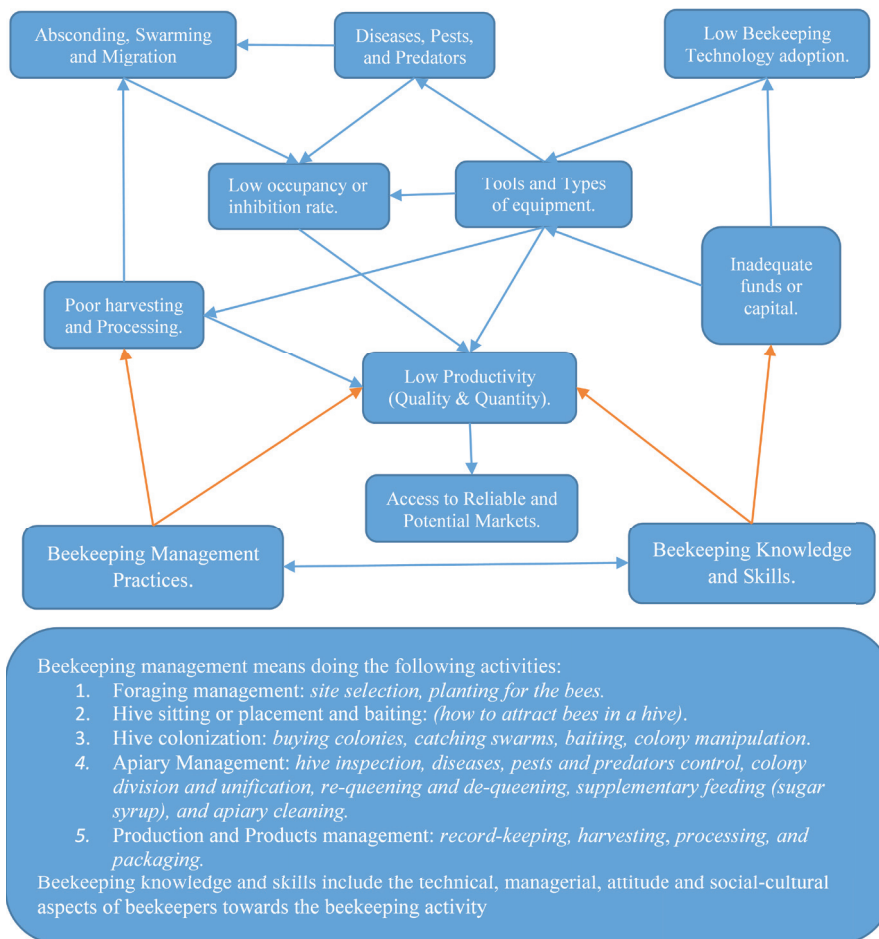 Absconding, Swarming
and Migration
Diseases, Pests,
and Predators
Low Beekeeping
Technology adoption.
Low occupancy or
inhibition rate.
Tools and Types
of equipment.
Inadequate
funds or
capital.
Poor harvesting
and Processing.
Low Productivity
(Quality & Quantity).
Access to Reliable and
Potential Markets.
Beekeeping Management
Practices.
Beekeeping Knowledge
and Skills.
Beekeeping management means doing the following activities:
1. Foraging management: site selection, planting for the bees.
2. Hive sitting or placement and baiting: (how to attract bees in a hive).
3. Hive colonization: buying colonies, catching swarms, baiting, colony manipulation.
4. Apiary Management: hive inspection, diseases, pests and predators control, colony
division and unification, re-queening and de-queening, supplementary feeding (sugar
syrup), and apiary cleaning.
5. Production and Products management: record-keeping, harvesting, processing, and
packaging.
Beekeeping knowledge and skills include the technical, managerial, attitude and social-cultural
aspects of beekeepers towards the beekeeping activity